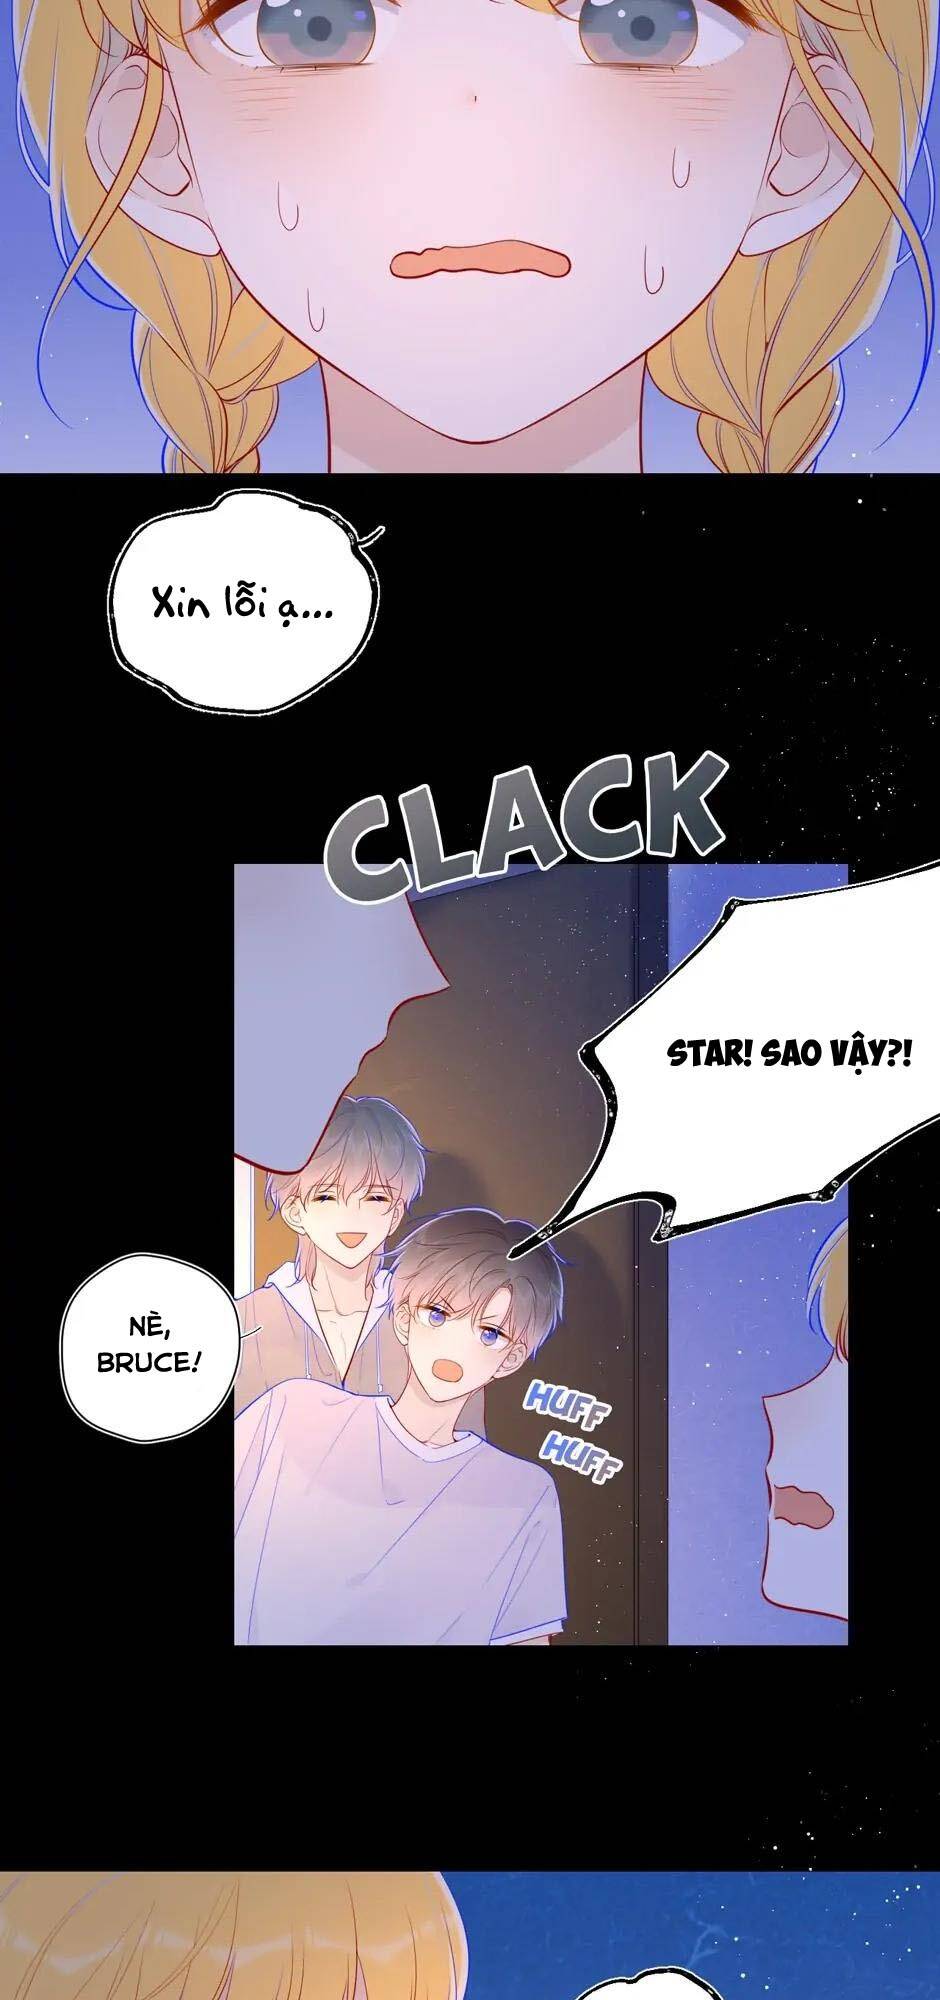 Xin lỗi ạ...
CLACK
STAR! SAO VẬY?!
NÈ,
BRUCE!
HUFF
HUFF